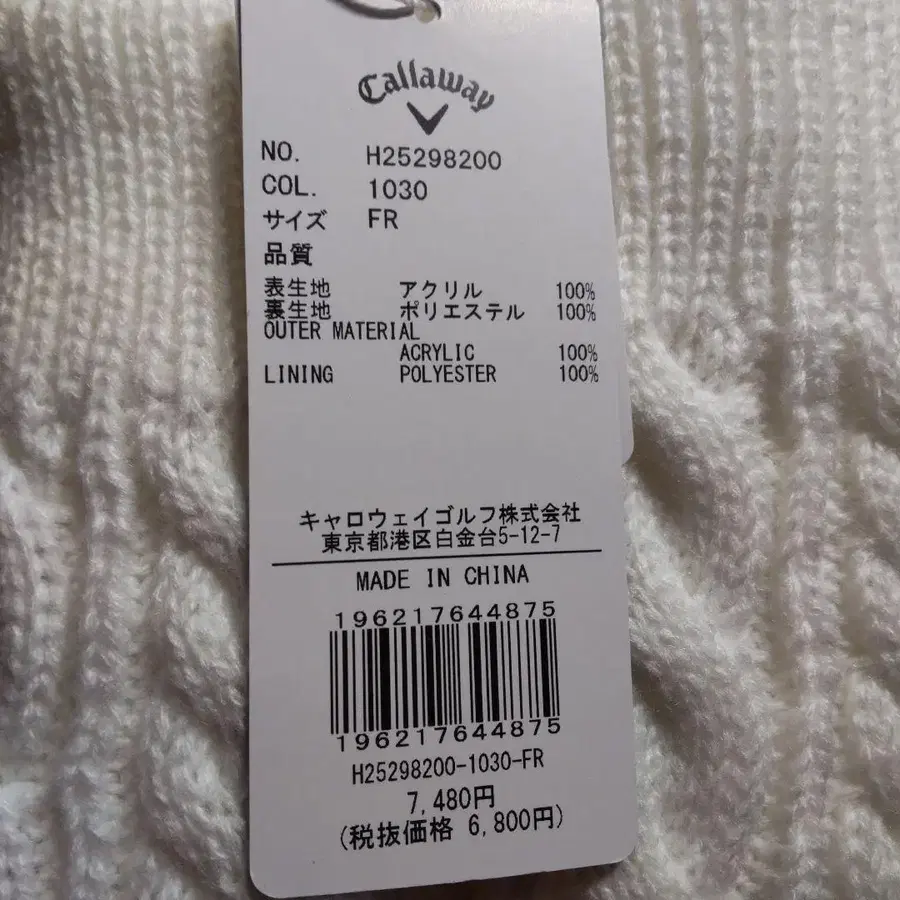 Callaway
NO. H25298200
COL. 1030
サイズ FR
品質
表生地 アクリル 100%
裏生地 ポリエステル 100%
OUTER MATERIAL
ACRYLIC 100%
LINING POLYESTER 100%
キャロウェイゴルフ株式会社
東京都港区白金台5-12-7
MADE IN CHINA
196217644875
196217644875
H25298200-1030-FR
7,480円
(税抜価格 6,800円)